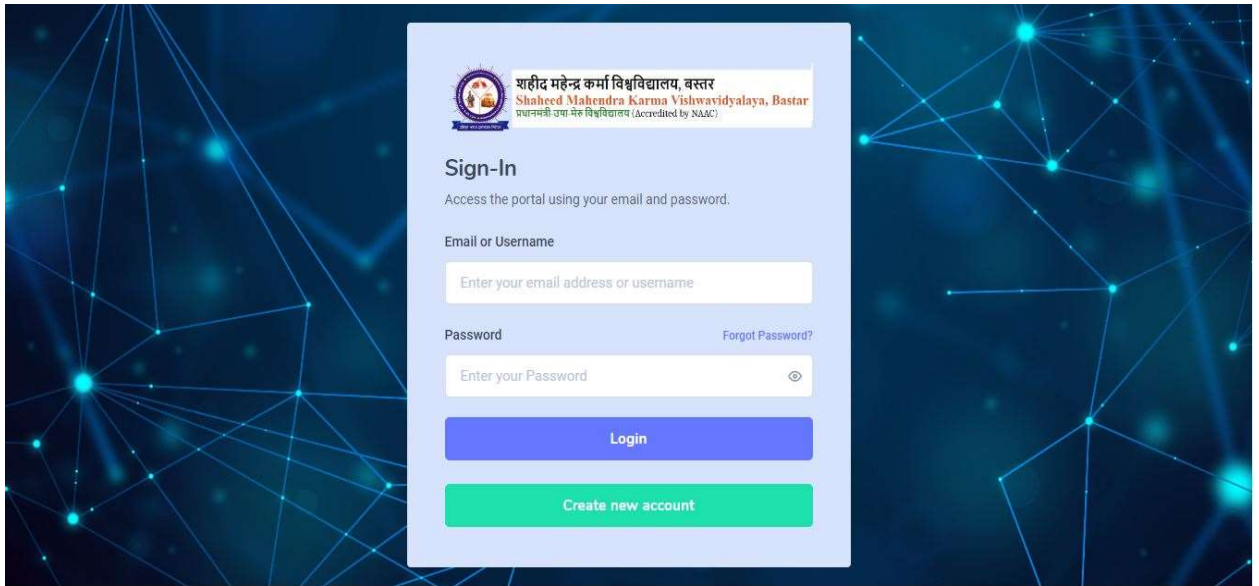 शहीद महेन्द्र कर्मा विश्वविद्यालय, बस्तर
Shaheed Mahendra Karma Vishwavidyalaya, Bastar
प्रधानमंत्री-उषा-मेरु विश्वविद्यालय (Accredited by NAAC)
Sign-In
Access the portal using your email and password.
Email or Username
Enter your email address or username
Password Forgot Password?
Enter your Password
Login
Create new account